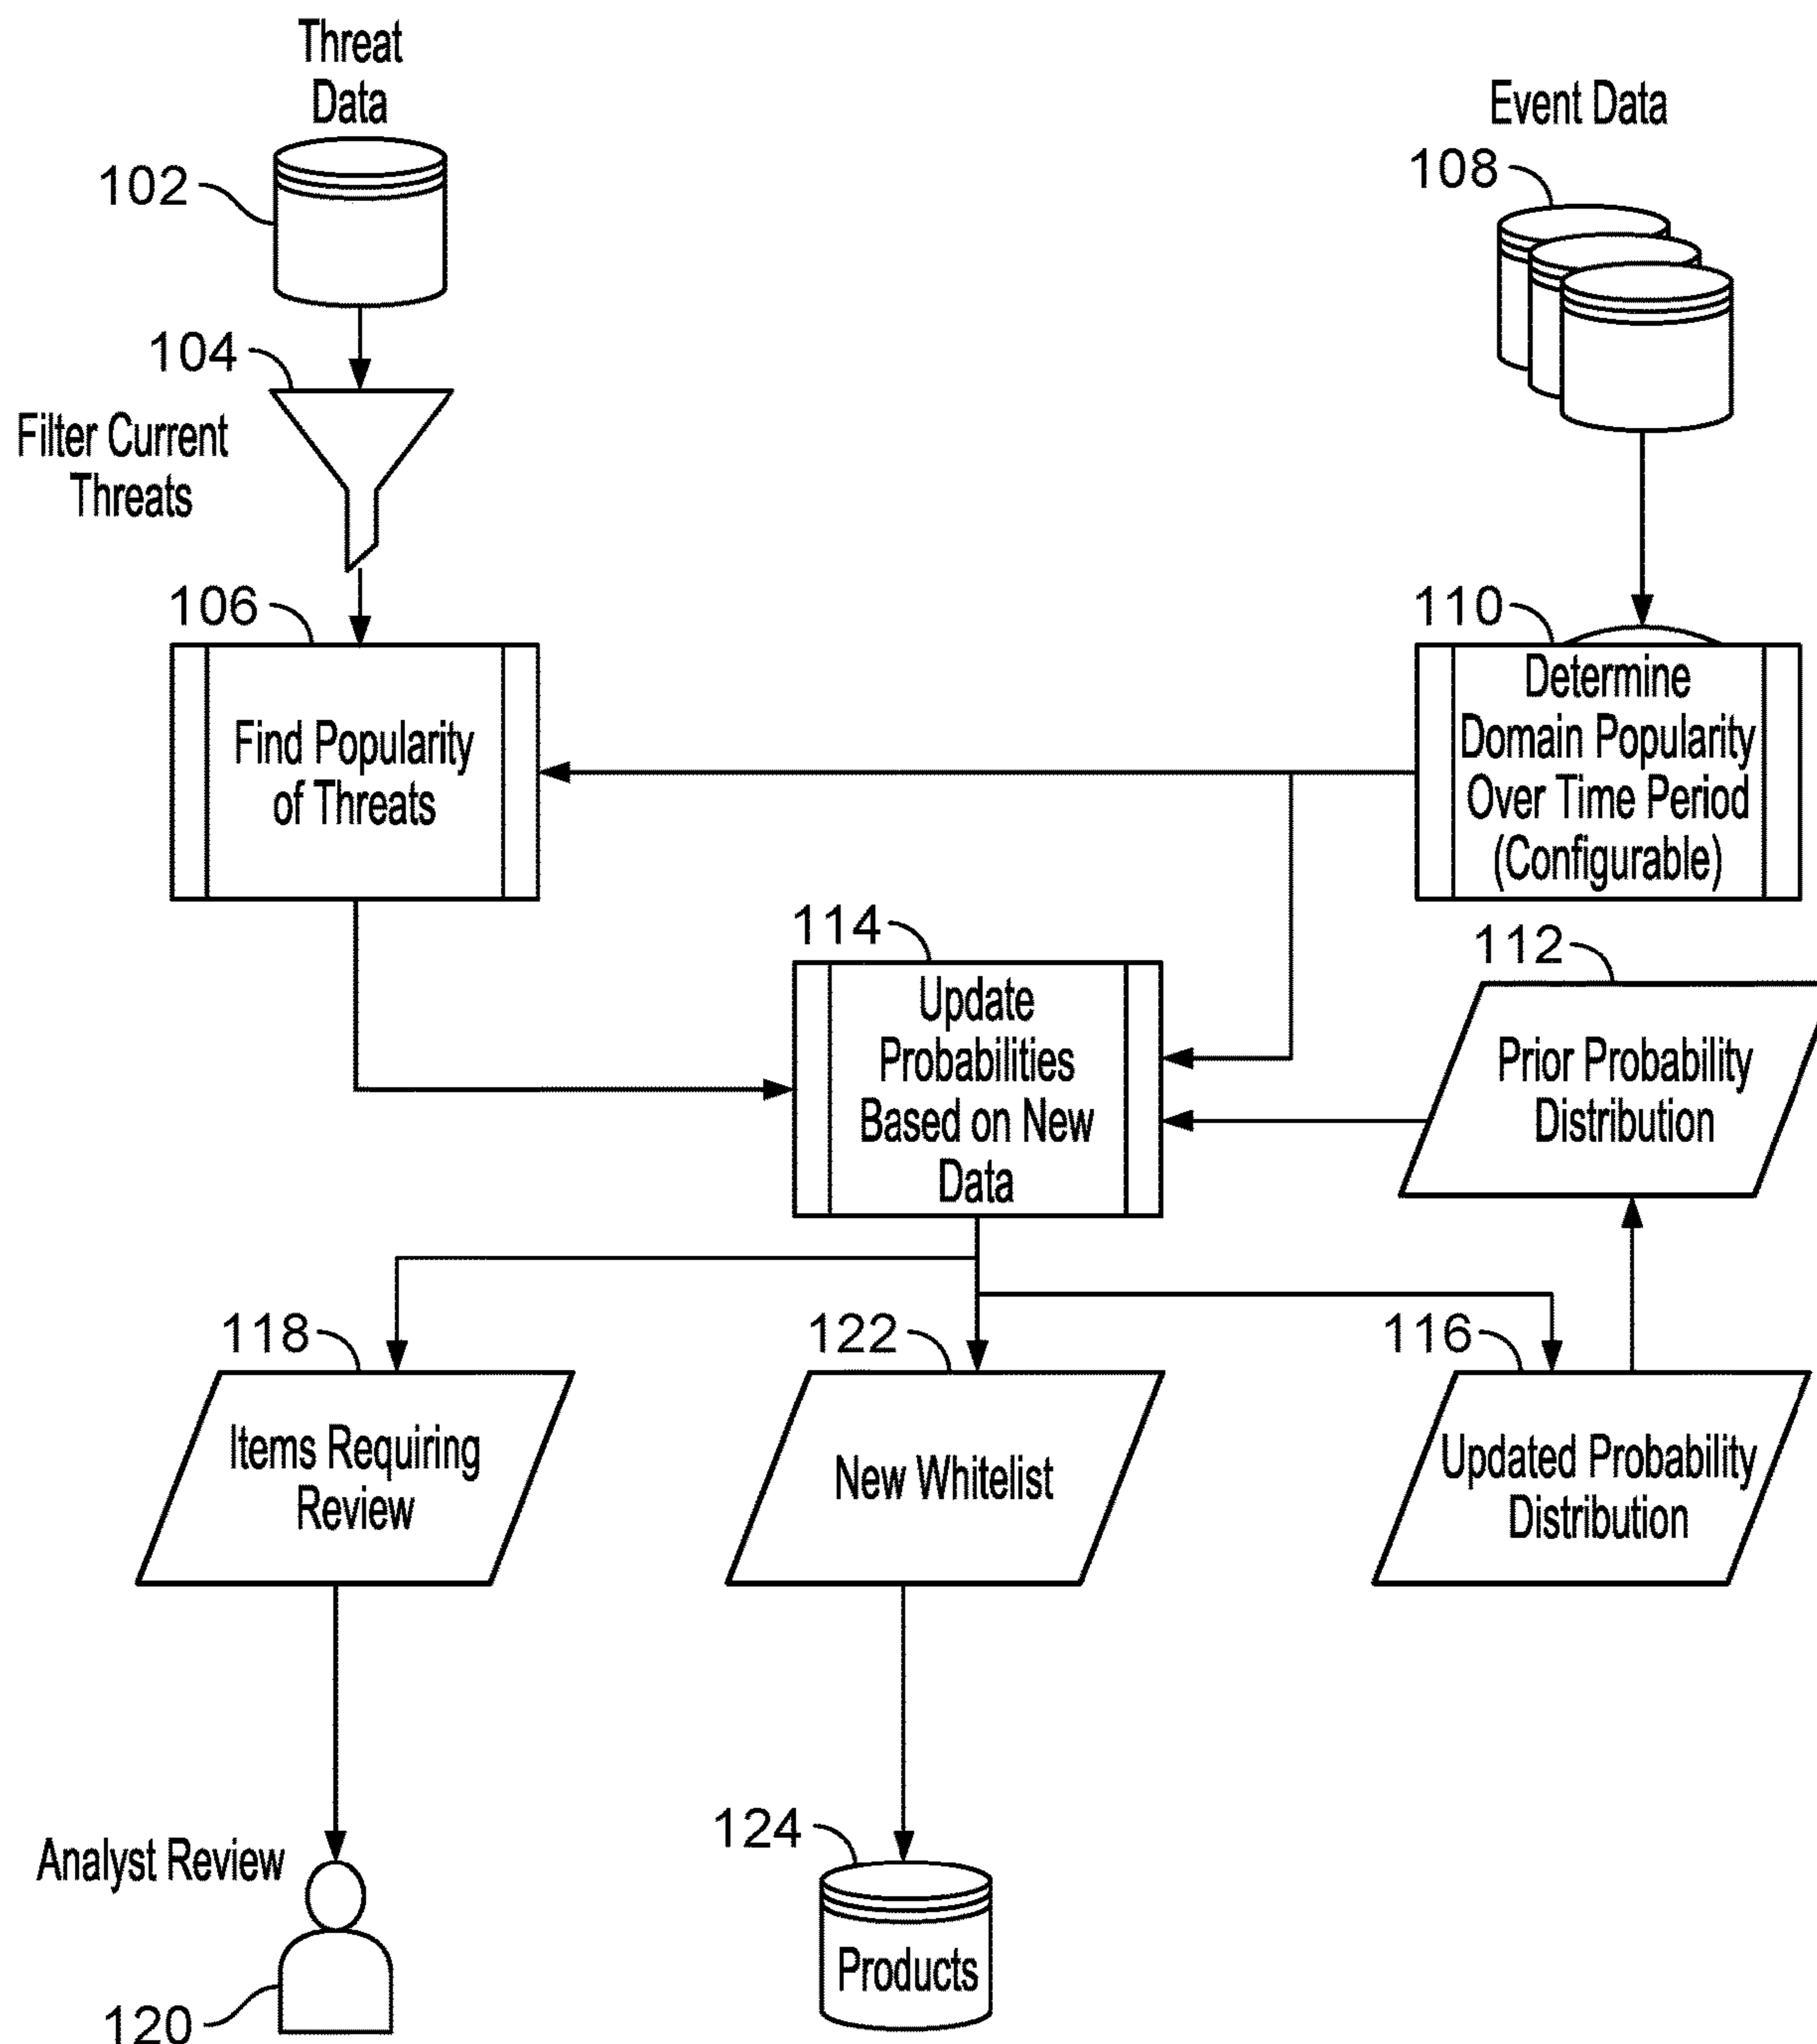 Threat
Data
102
Event Data
108
104
Filter Current
Threats
106
Find Popularity
of Threats
110
Determine
Domain Popularity
Over Time Period
(Configurable)
114
Update
Probabilities
Based on New
Data
112
Prior Probability
Distribution
118
Items Requiring
Review
122
New Whitelist
116
Updated Probability
Distribution
Analyst Review
120
124
Products